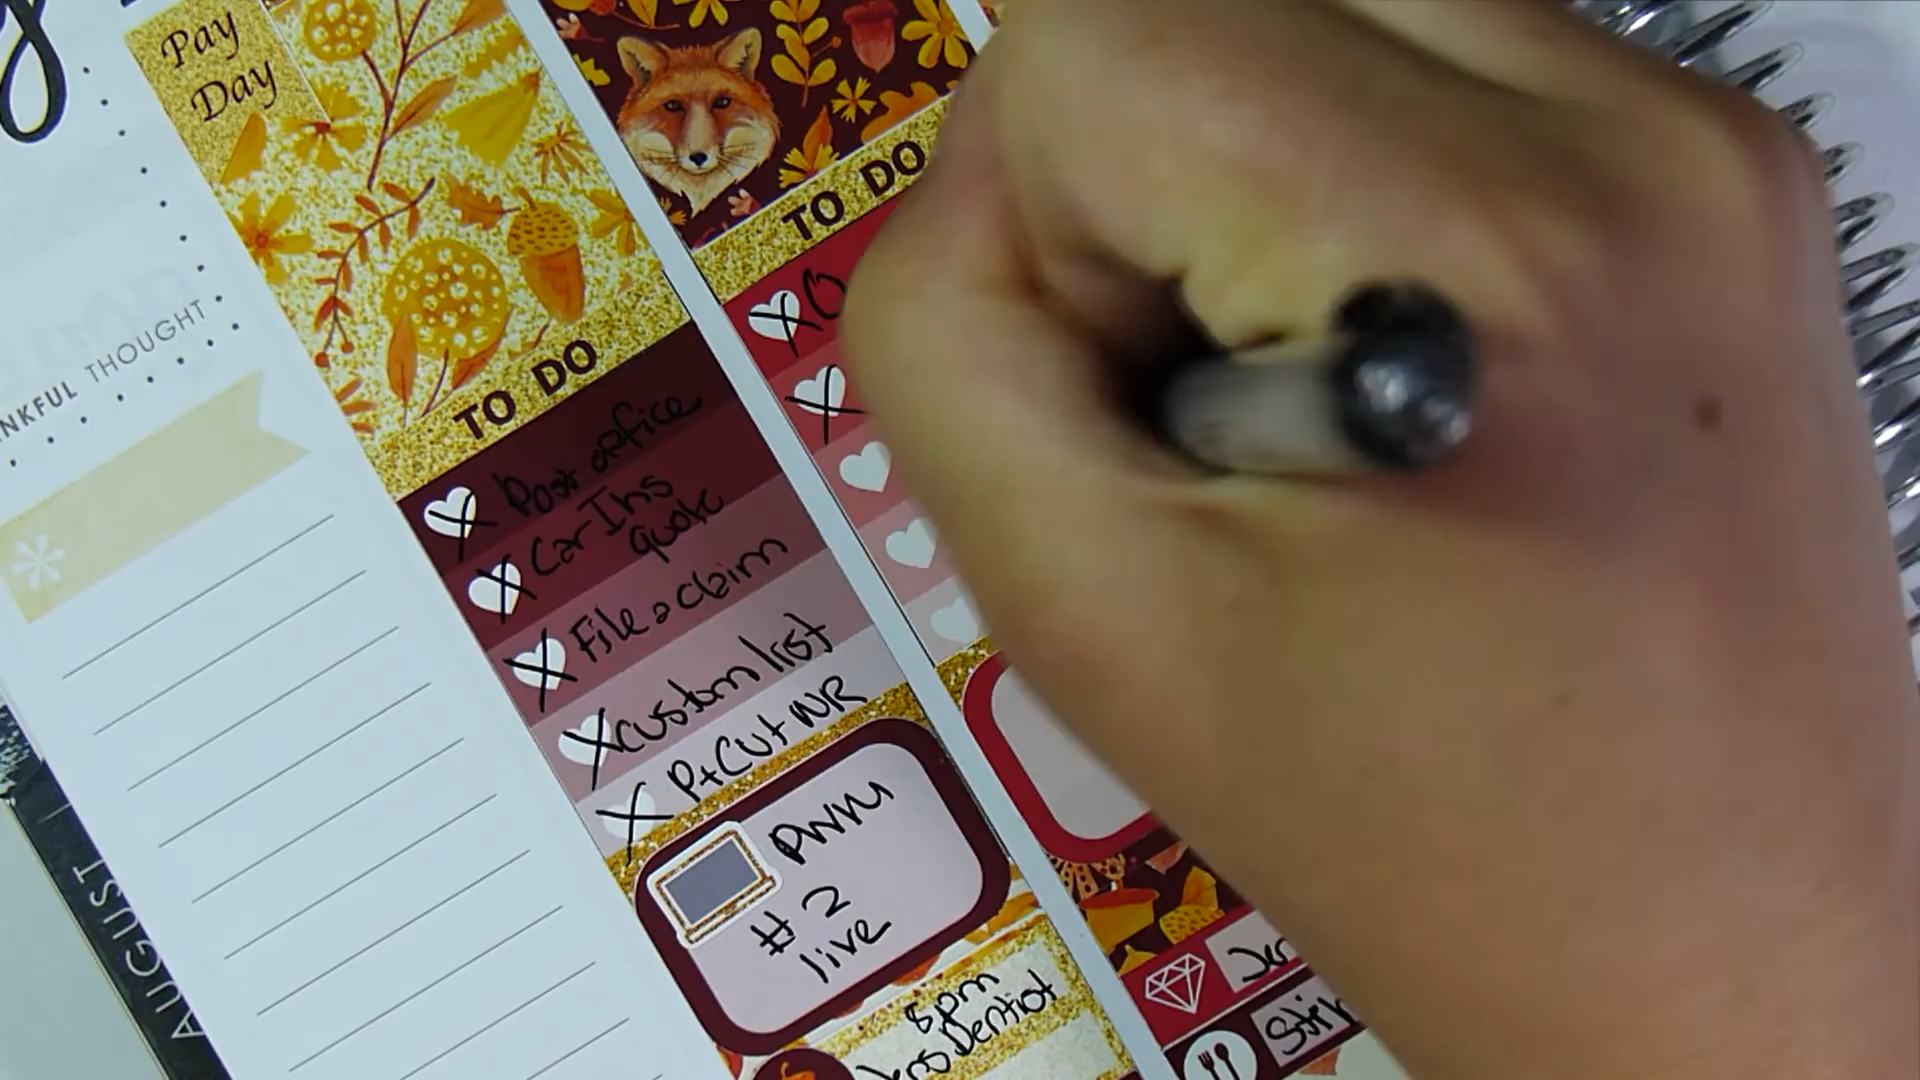 Pay
Day
THOUGHT
AUGUST
TO DO
Post office
Car Ins
quote
File a claim
custom list
P+Cut WR
PWM
#2
live
8pm
Dentist
TO DO